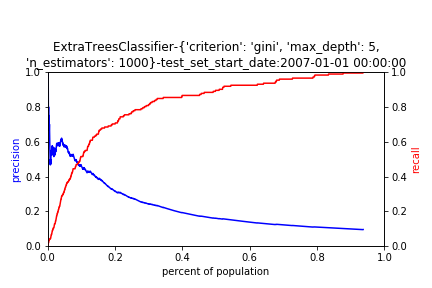 ExtraTreesClassifier-{'criterion': 'gini', 'max_depth': 5,
'n_estimators': 1000}-test_set_start_date:2007-01-01 00:00:00
1.0
0.8
0.6
0.4
0.2
0.0
precision
1.0
0.8
0.6
0.4
0.2
0.0
recall
0.0 0.2 0.4 0.6 0.8 1.0
percent of population